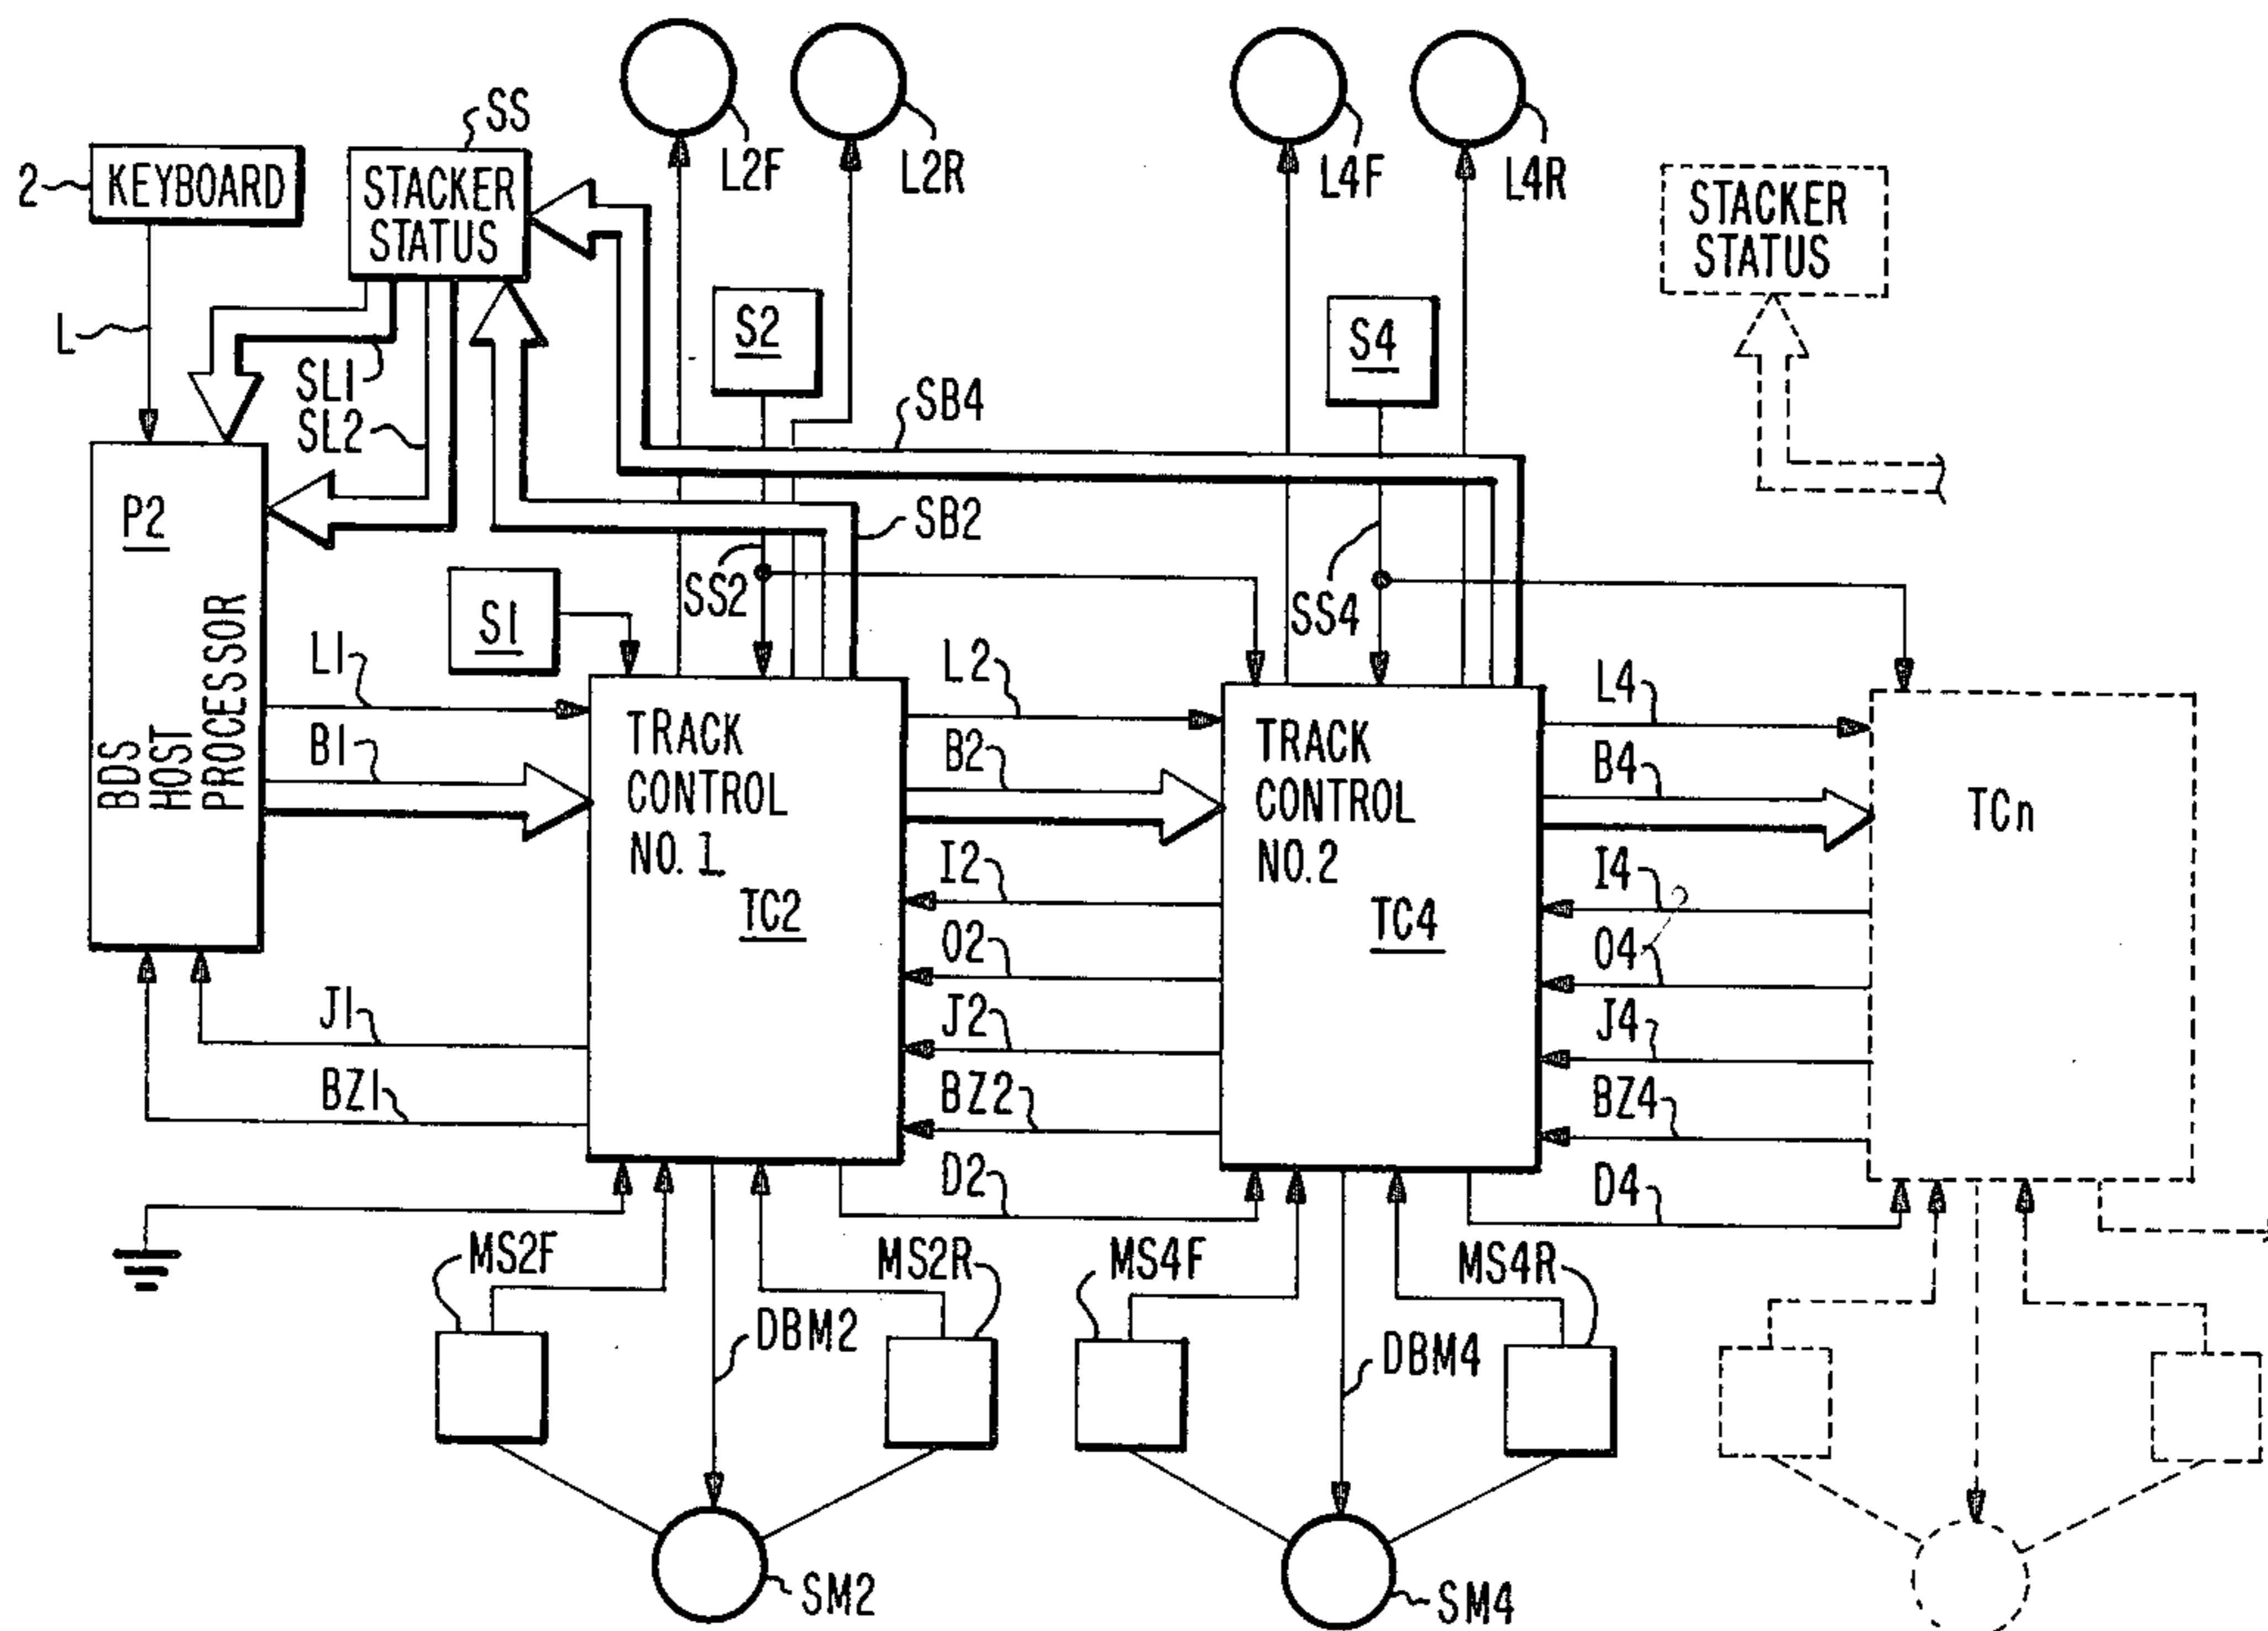 SS
L2F
L2R
L4F
L4R
2
KEYBOARD
STACKER
STATUS
STACKER
STATUS
L
SL1
SL2
S2
S4
SB4
SB2
P2
BDS
HOST
PROCESSOR
S1
SS2
SS4
L1
B1
L2
B2
L4
B4
TRACK
CONTROL
NO. 1
TC2
TRACK
CONTROL
NO. 2
TC4
TCn
I2
O2
J2
BZ2
D2
I4
O4
J4
BZ4
D4
J1
BZ1
MS2F
MS2R
MS4F
MS4R
DBM2
DBM4
SM2
SM4